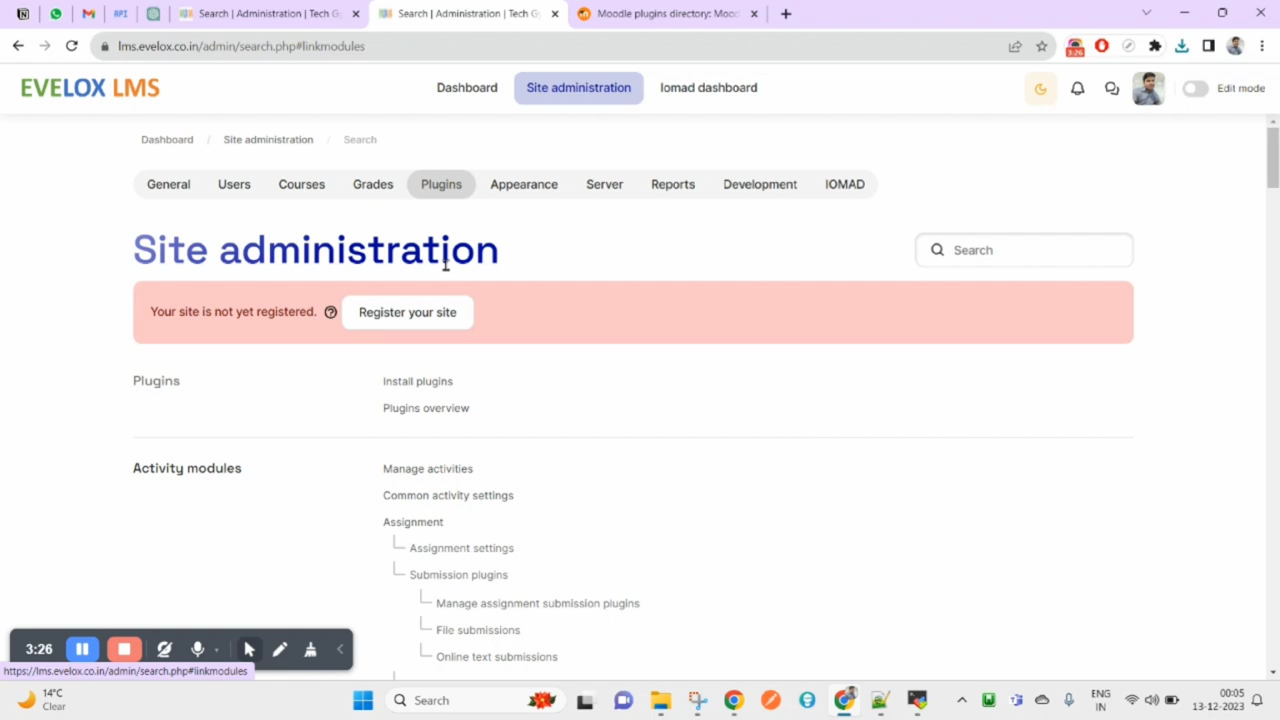 API
Search | Administration | Tech G
Search | Administration | Tech G
Moodle plugins directory: Mood
lms.evelox.co.in/admin/search.php#linkmodules
3:26
EVELOX LMS
Dashboard
Site administration
Iomad dashboard
Edit mode
Dashboard / Site administration / Search
General
Users
Courses
Grades
Plugins
Appearance
Server
Reports
Development
IOMAD
Site administration
Search
Your site is not yet registered.
Register your site
Plugins
Install plugins
Plugins overview
Activity modules
Manage activities
Common activity settings
Assignment
Assignment settings
Submission plugins
Manage assignment submission plugins
File submissions
Online text submissions
3:26
https://lms.evelox.co.in/admin/search.php#linkmodules
14°C
Clear
Search
ENG
IN
00:05
13-12-2023